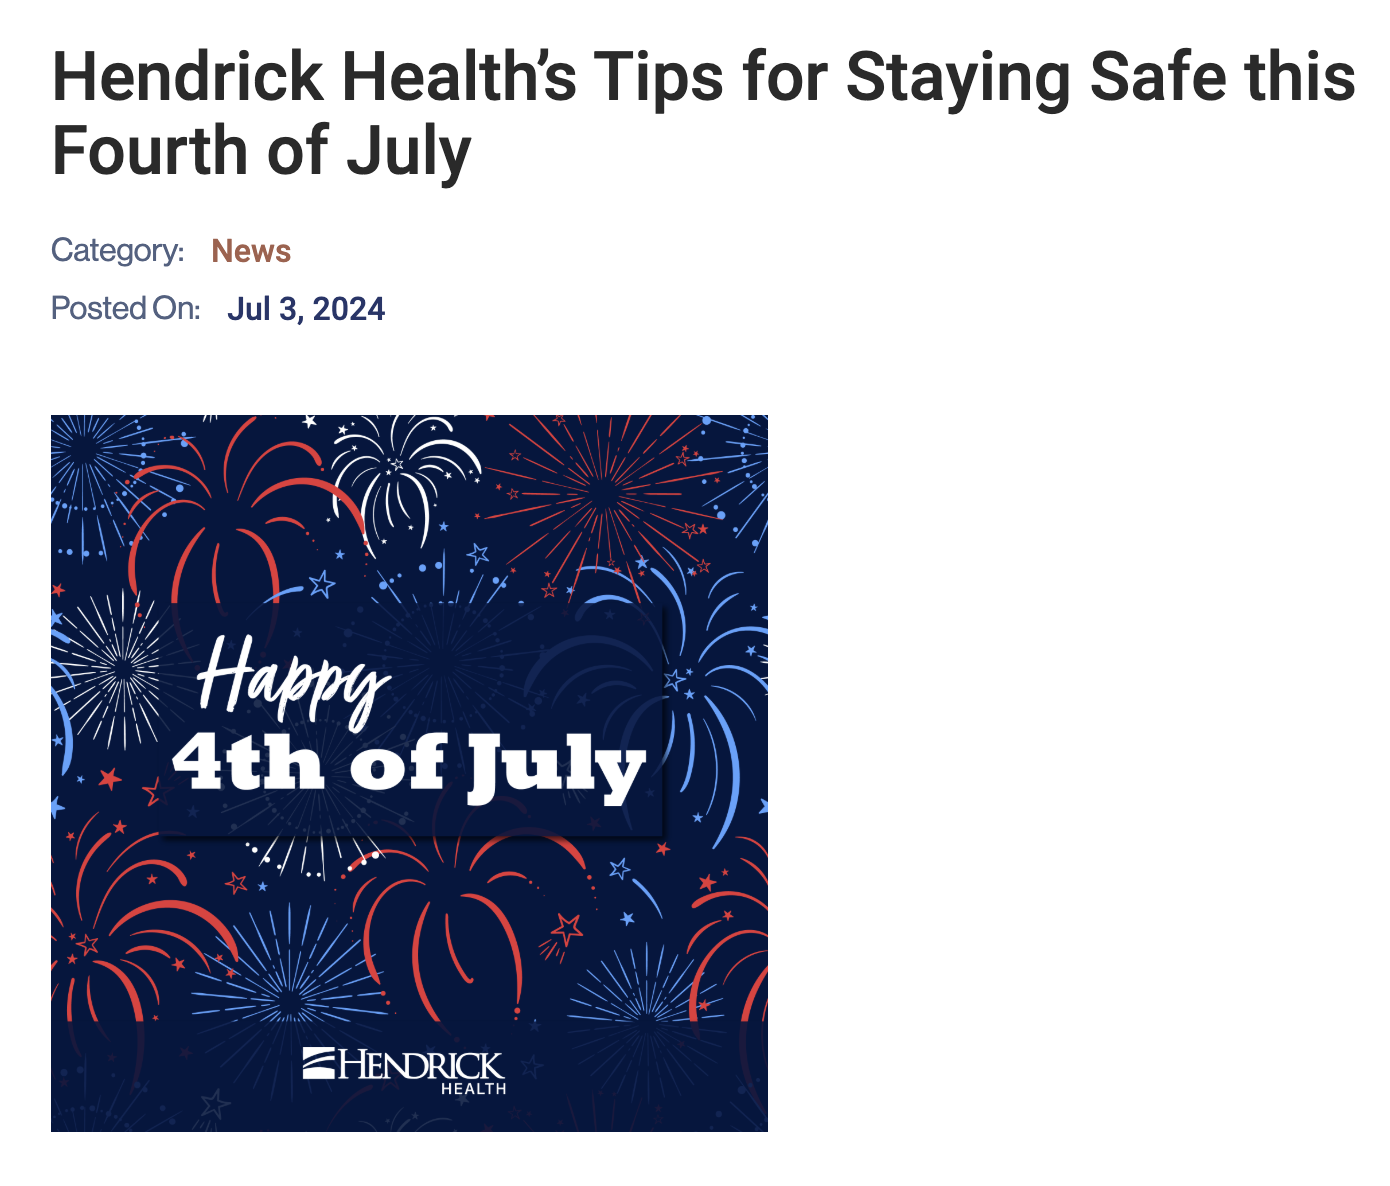 Hendrick Health’s Tips for Staying Safe this
Fourth of July
Category: News
Posted On: Jul 3, 2024
Happy
4th of July
HENDRICK
HEALTH